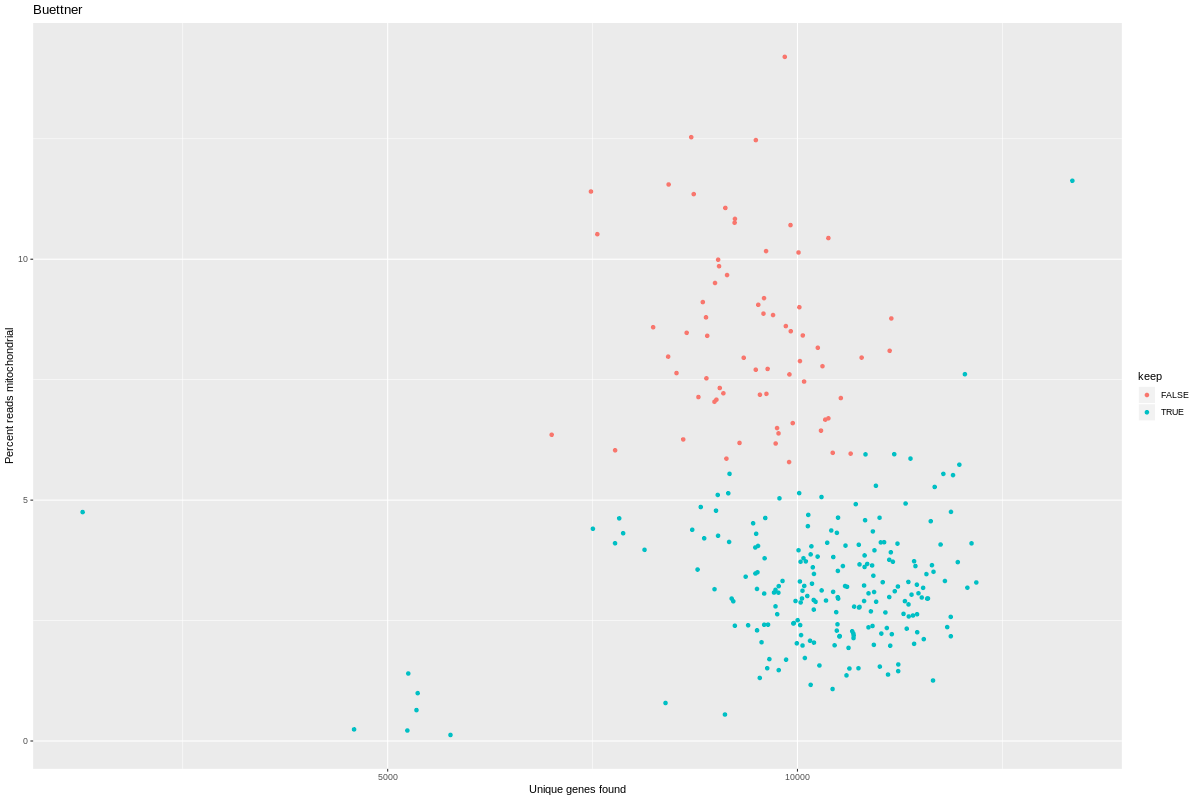 Buettner
Percent reads mitochondrial
10
5
0
5000
10000
Unique genes found
keep
FALSE
TRUE